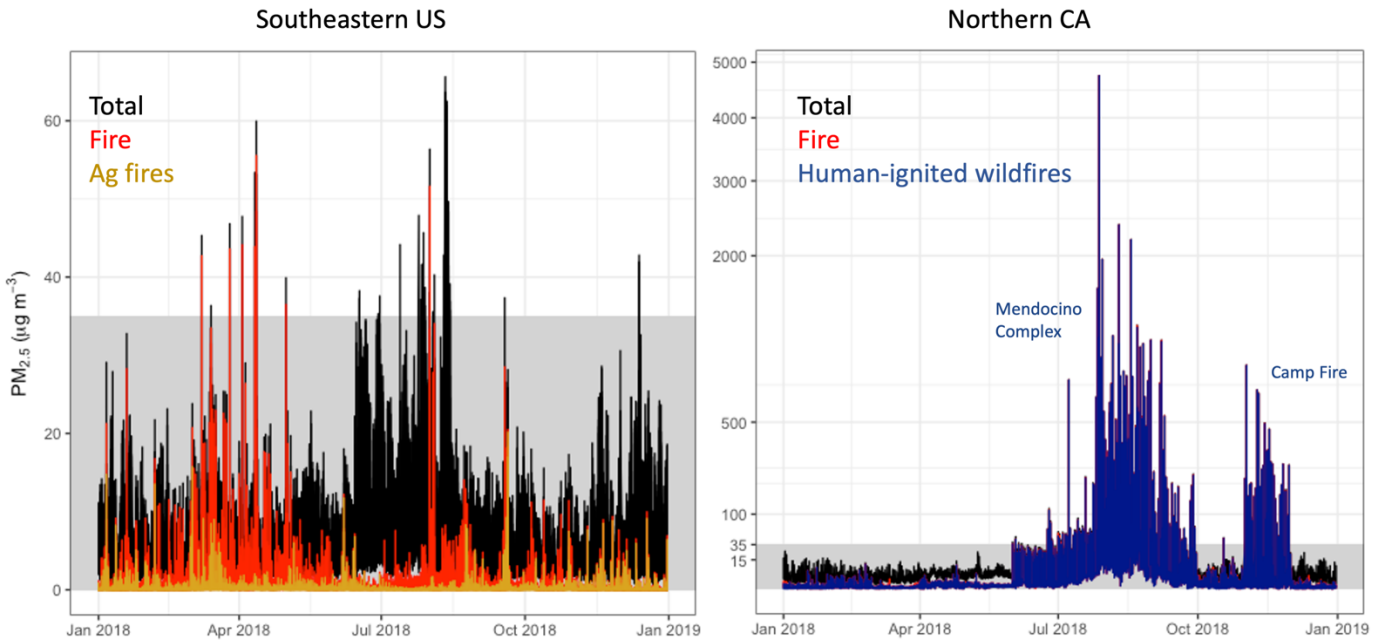 Southeastern US
Total
Fire
Ag fires
PM2.5 (μg m−3)
60
40
20
0
Jan 2018
Apr 2018
Jul 2018
Oct 2018
Jan 2019
Northern CA
Total
Fire
Human-ignited wildfires
Mendocino
Complex
Camp Fire
5000
4000
3000
2000
500
100
35
15
Jan 2018
Apr 2018
Jul 2018
Oct 2018
Jan 2019